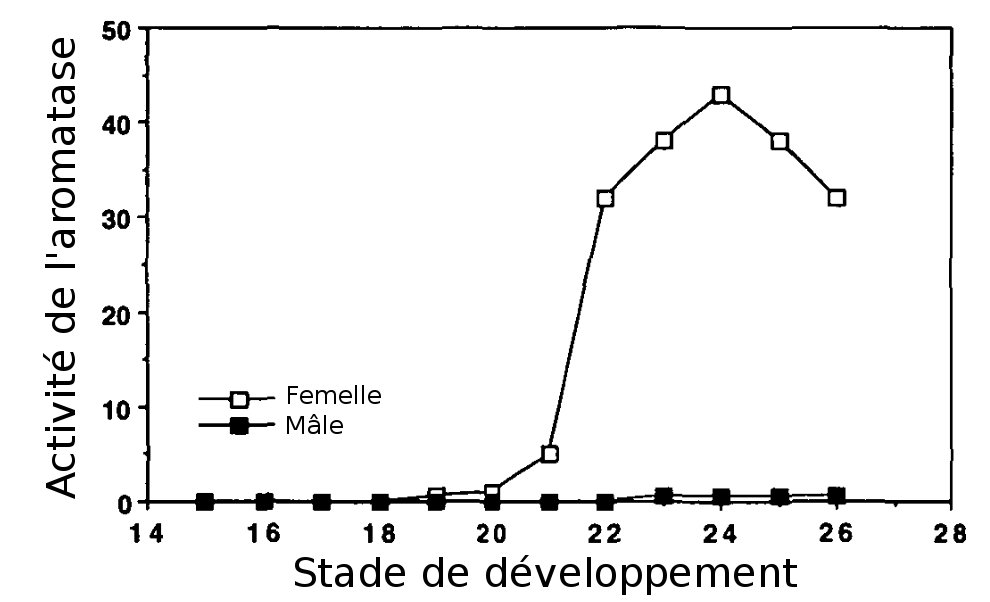 Activité de l'aromatase
50
40
30
20
10
0
Femelle
Mâle
14 16 18 20 22 24 26 28
Stade de développement